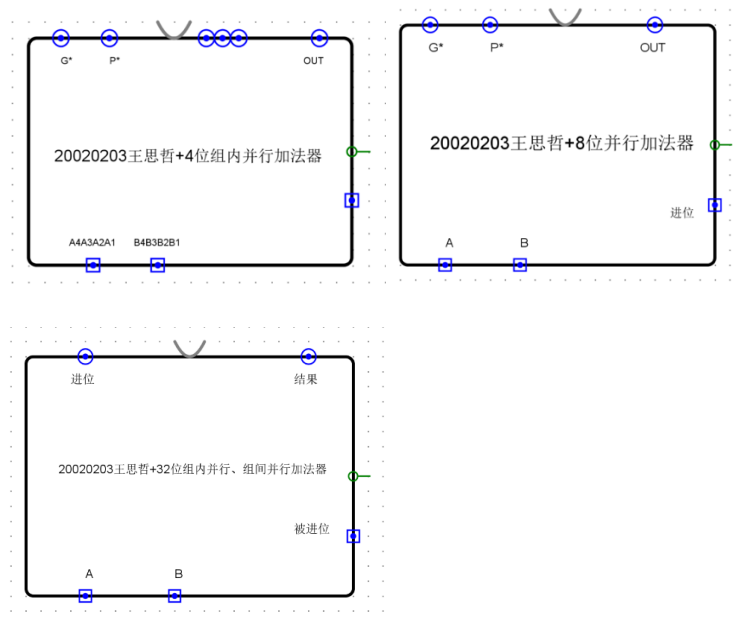 G* P* OUT
20020203王思哲+4位组内并行加法器
A4A3A2A1 B4B3B2B1
G* P* OUT
20020203王思哲+8位并行加法器
进位
A B
进位 结果
20020203王思哲+32位组内并行、组间并行加法器
被进位
A B